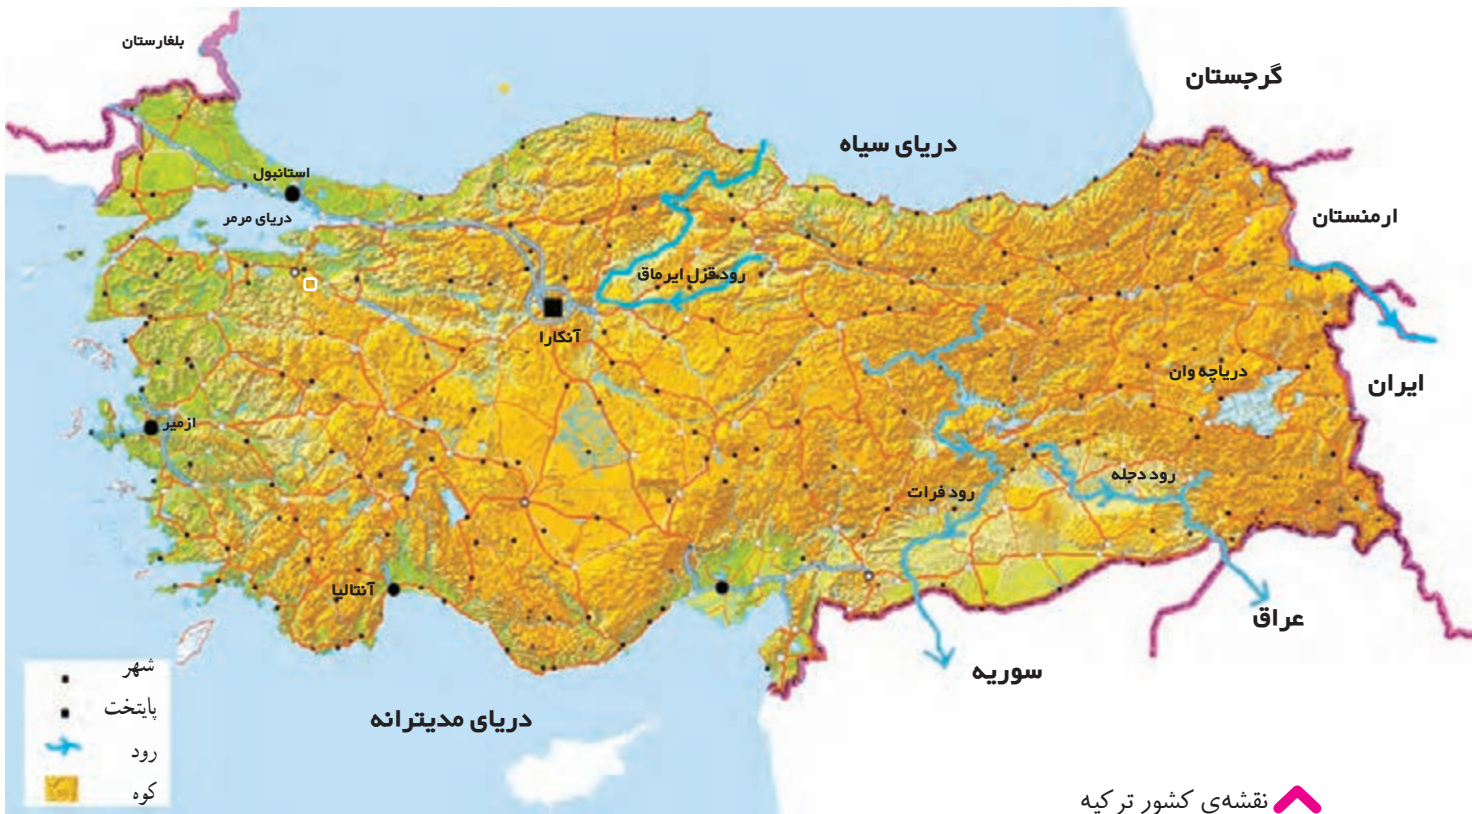 بلغارستان
گرجستان
دریای سیاه
استانبول
دریای مرمر
ارمنستان
رود قزل ایرماق
آنکارا
دریاچه وان
ایران
ازمیر
رود دجله
رود فرات
آنتالیا
عراق
سوریه
دریای مدیترانه
شهر
پایتخت
رود
کوه
نقشه‌ی کشور ترکیه